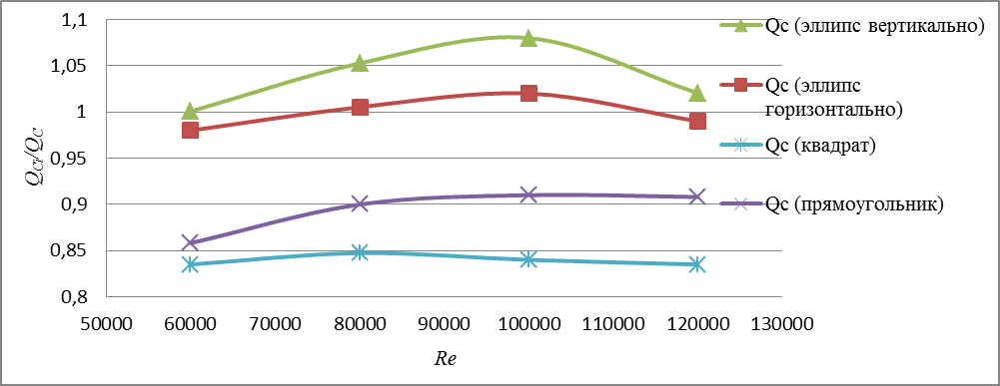 1,1
1,05
1
0,95
0,9
0,85
0,8
QCi/QC
50000 60000 70000 80000 90000 100000 110000 120000 130000
Re
Qc (эллипс вертикально)
Qc (эллипс
горизонтально)
Qc (квадрат)
Qc (прямоугольник)